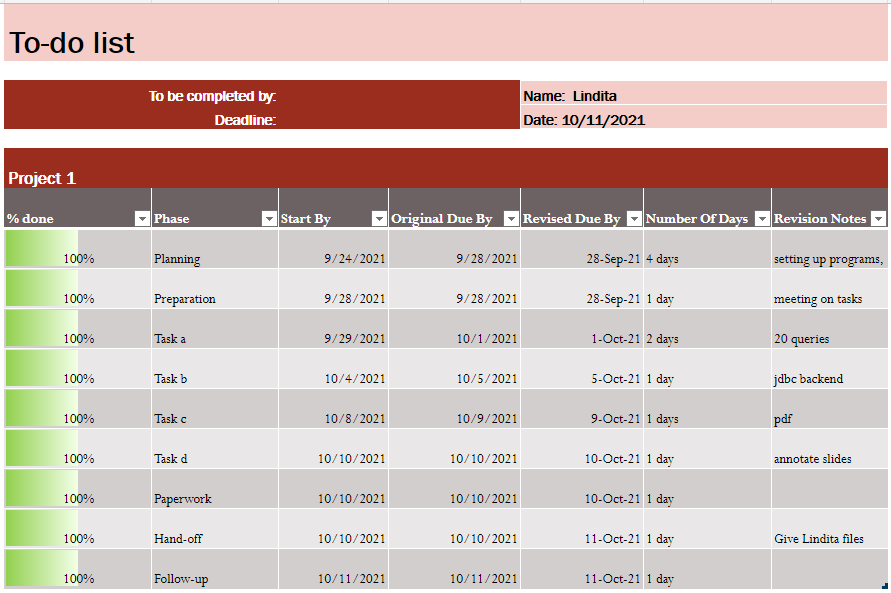 To-do list
To be completed by:
Name: Lindita
Deadline:
Date: 10/11/2021
Project 1
% done Phase Start By Original Due By Revised Due By Number Of Days Revision Notes
100% Planning 9/24/2021 9/28/2021 28-Sep-21 4 days setting up programs,
100% Preparation 9/28/2021 9/28/2021 28-Sep-21 1 day meeting on tasks
100% Task a 9/29/2021 10/1/2021 1-Oct-21 2 days 20 queries
100% Task b 10/4/2021 10/5/2021 5-Oct-21 1 day jdbc backend
100% Task c 10/8/2021 10/9/2021 9-Oct-21 1 days pdf
100% Task d 10/10/2021 10/10/2021 10-Oct-21 1 day annotate slides
100% Paperwork 10/10/2021 10/10/2021 10-Oct-21 1 day
100% Hand-off 10/10/2021 10/10/2021 11-Oct-21 1 day Give Lindita files
100% Follow-up 10/11/2021 10/11/2021 11-Oct-21 1 day